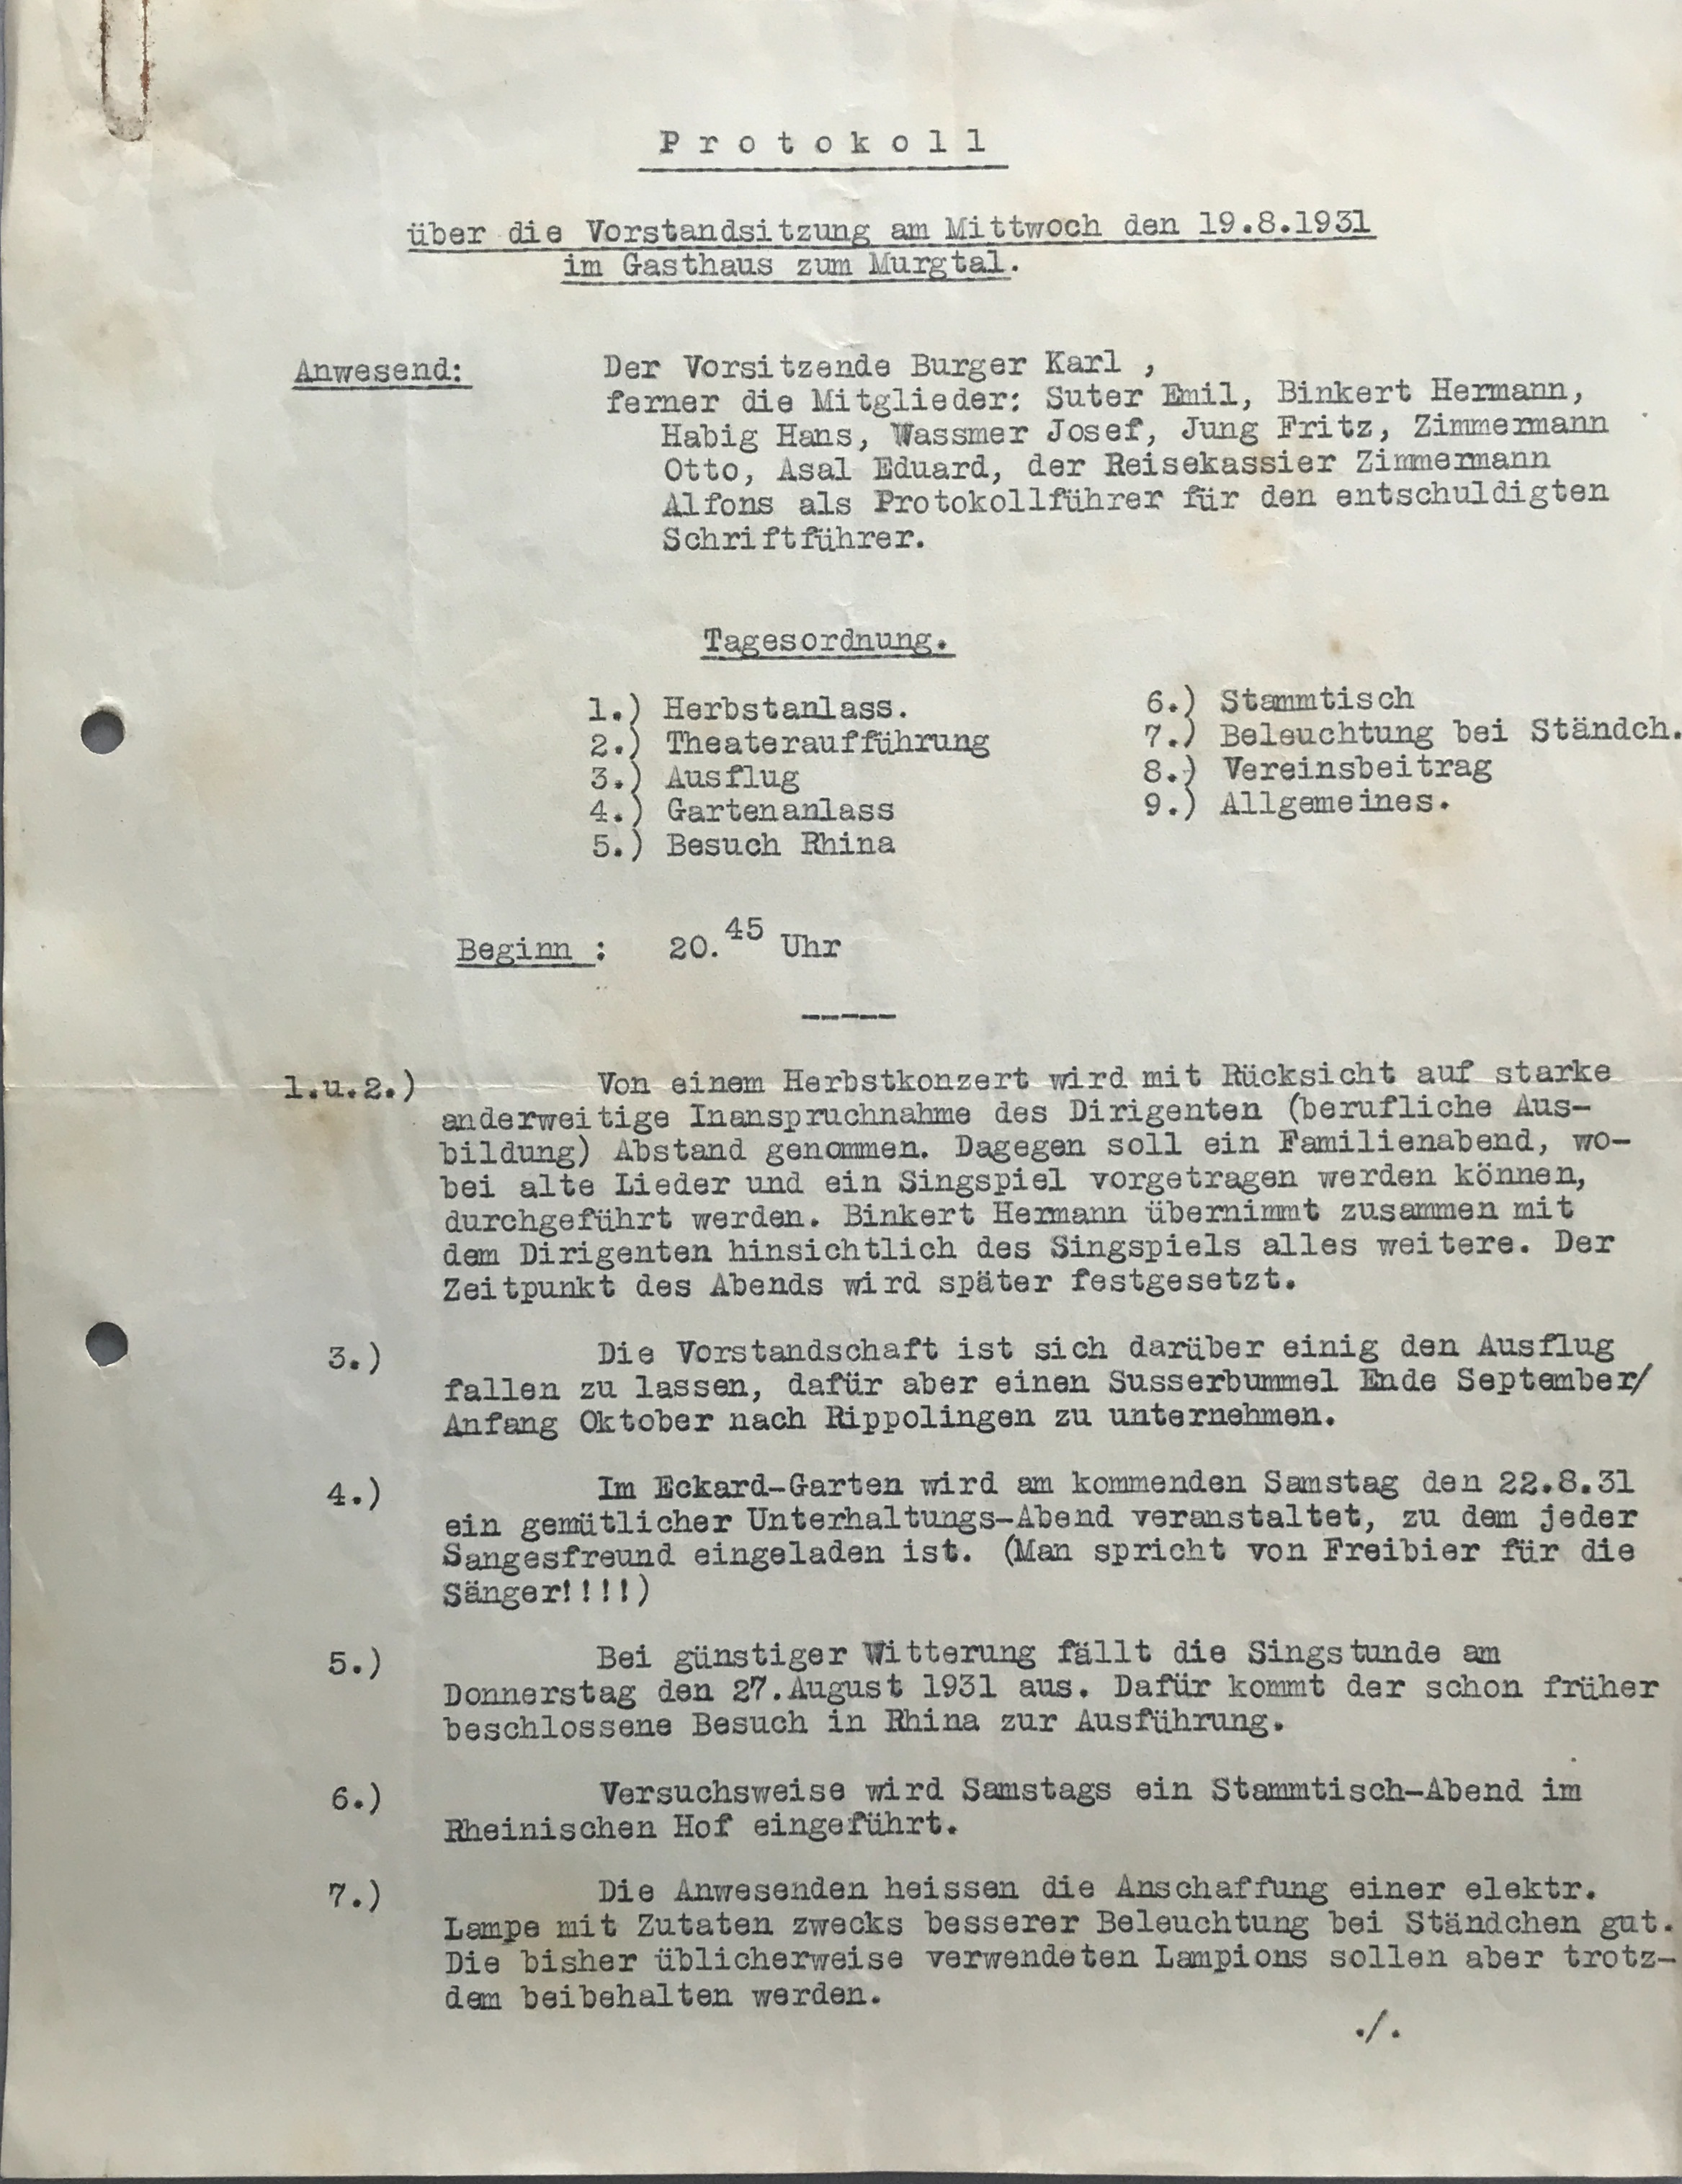 Protokoll
über die Vorstandsitzung am Mittwoch den 19.8.1931
im Gasthaus zum Murgtal.
Anwesend: Der Vorsitzende Burger Karl ,
ferner die Mitglieder: Suter Emil, Binkert Hermann,
Habig Hans, Wassmer Josef, Jung Fritz, Zimmermann
Otto, Asal Eduard, der Reisekassier Zimmermann
Alfons als Protokollführer für den entschuldigten
Schriftführer.
Tagesordnung.
1.) Herbstanlass.
2.) Theateraufführung
3.) Ausflug
4.) Gartenanlass
5.) Besuch Rhina
6.) Stammtisch
7.) Beleuchtung bei Ständch.
8.) Vereinsbeitrag
9.) Allgemeines.
Beginn : 20.45 Uhr
-----
1.u.2.) Von einem Herbstkonzert wird mit Rücksicht auf starke
anderweitige Inanspruchnahme des Dirigenten (berufliche Aus-
bildung) Abstand genommen. Dagegen soll ein Familienabend, wo-
bei alte Lieder und ein Singspiel vorgetragen werden können,
durchgeführt werden. Binkert Hermann übernimmt zusammen mit
dem Dirigenten hinsichtlich des Singspiels alles weitere. Der
Zeitpunkt des Abends wird später festgesetzt.
3.) Die Vorstandschaft ist sich darüber einig den Ausflug
fallen zu lassen, dafür aber einen Susserbummel Ende September/
Anfang Oktober nach Rippolingen zu unternehmen.
4.) Im Eckard-Garten wird am kommenden Samstag den 22.8.31
ein gemütlicher Unterhaltungs-Abend veranstaltet, zu dem jeder
Sangesfreund eingeladen ist. (Man spricht von Freibier für die
Sänger!!!!)
5.) Bei günstiger Witterung fällt die Singstunde am
Donnerstag den 27.August 1931 aus. Dafür kommt der schon früher
beschlossene Besuch in Rhina zur Ausführung.
6.) Versuchsweise wird Samstags ein Stammtisch-Abend im
Rheinischen Hof eingeführt.
7.) Die Anwesenden heissen die Anschaffung einer elektr.
Lampe mit Zutaten zwecks besserer Beleuchtung bei Ständchen gut.
Die bisher üblicherweise verwendeten Lampions sollen aber trotz-
dem beibehalten werden.
./.